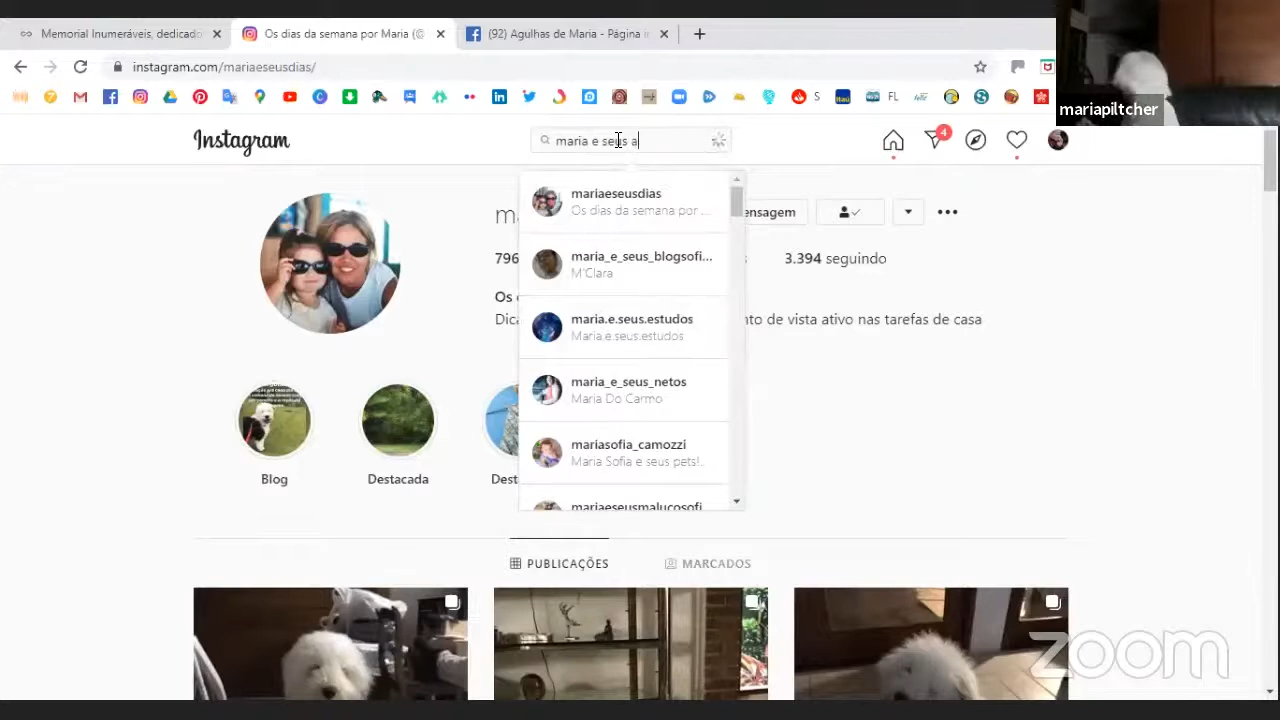 Memorial Inumeráveis, dedicado
Os dias da semana por Maria (@
(92) Agulhas de Maria - Página i
instagram.com/mariaeseusdias/
S
Itaú
FL
mariapiltcher
Instagram
maria e seus a
4
mariaeseusdias
Os dias da semana por ...
ensagem
maria_e_seus_blogsofi...
M'Clara
796
3.394 seguindo
Os
maria.e.seus.estudos
Maria.e.seus.estudos
Dica
nto de vista ativo nas tarefas de casa
maria_e_seus_netos
Maria Do Carmo
mariasofia_camozzi
Maria Sofia e seus pets!..
Blog
Destacada
Dest
mariaeseusmalucosofi
PUBLICAÇÕES
MARCADOS
zoom